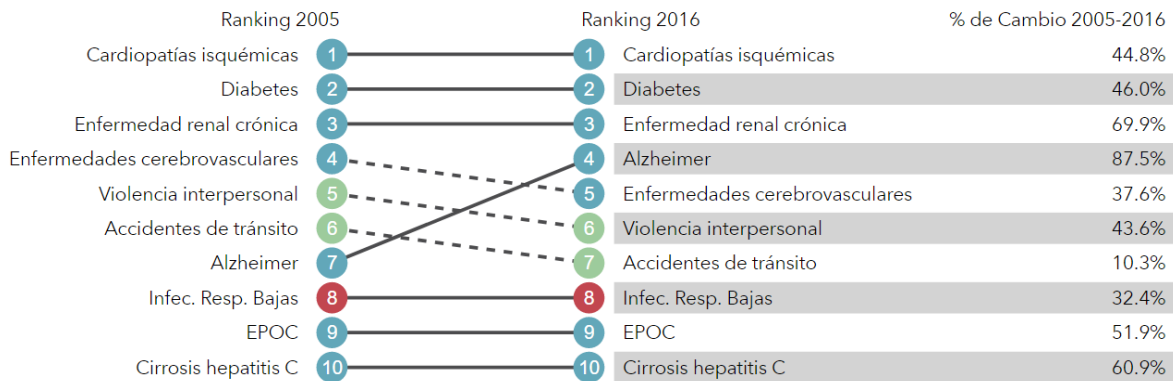 Ranking 2005 Ranking 2016 % de Cambio 2005-2016
Cardiopatías isquémicas 1 1 Cardiopatías isquémicas 44.8%
Diabetes 2 2 Diabetes 46.0%
Enfermedad renal crónica 3 3 Enfermedad renal crónica 69.9%
Enfermedades cerebrovasculares 4 4 Alzheimer 87.5%
Violencia interpersonal 5 5 Enfermedades cerebrovasculares 37.6%
Accidentes de tránsito 6 6 Violencia interpersonal 43.6%
Alzheimer 7 7 Accidentes de tránsito 10.3%
Infec. Resp. Bajas 8 8 Infec. Resp. Bajas 32.4%
EPOC 9 9 EPOC 51.9%
Cirrosis hepatitis C 10 10 Cirrosis hepatitis C 60.9%